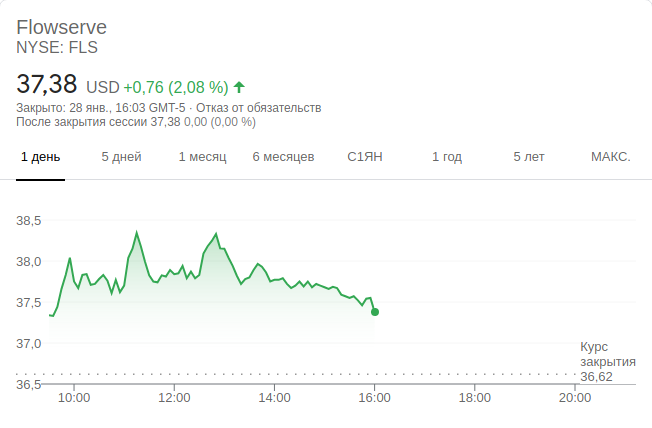 Flowserve
NYSE: FLS
37,38 USD +0,76 (2,08 %)
Закрыто: 28 янв., 16:03 GMT-5 · Отказ от обязательств
После закрытия сессии 37,38 0,00 (0,00 %)
1 день 5 дней 1 месяц 6 месяцев С1ЯН 1 год 5 лет МАКС.
38,5
38,0
37,5
37,0
Курс
закрытия
36,62
36,5
10:00 12:00 14:00 16:00 18:00 20:00